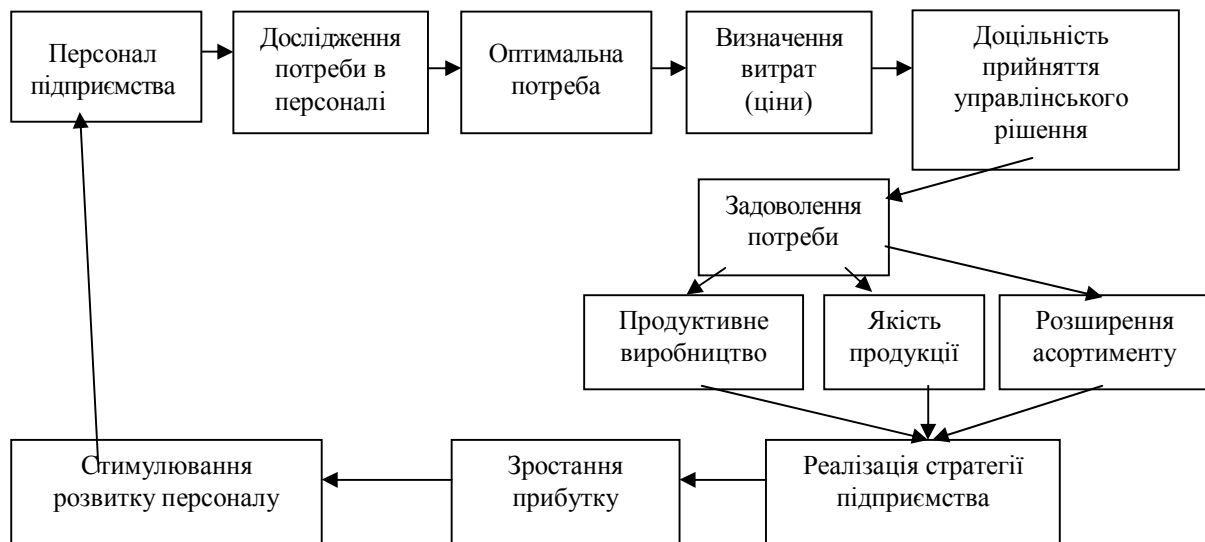 Персонал
підприємства
Дослідження
потреби в
персоналі
Оптимальна
потреба
Визначення
витрат
(ціни)
Доцільність
прийняття
управлінського
рішення
Задоволення
потреби
Продуктивне
виробництво
Якість
продукції
Розширення
асортименту
Стимулювання
розвитку персоналу
Зростання
прибутку
Реалізація стратегії
підприємства